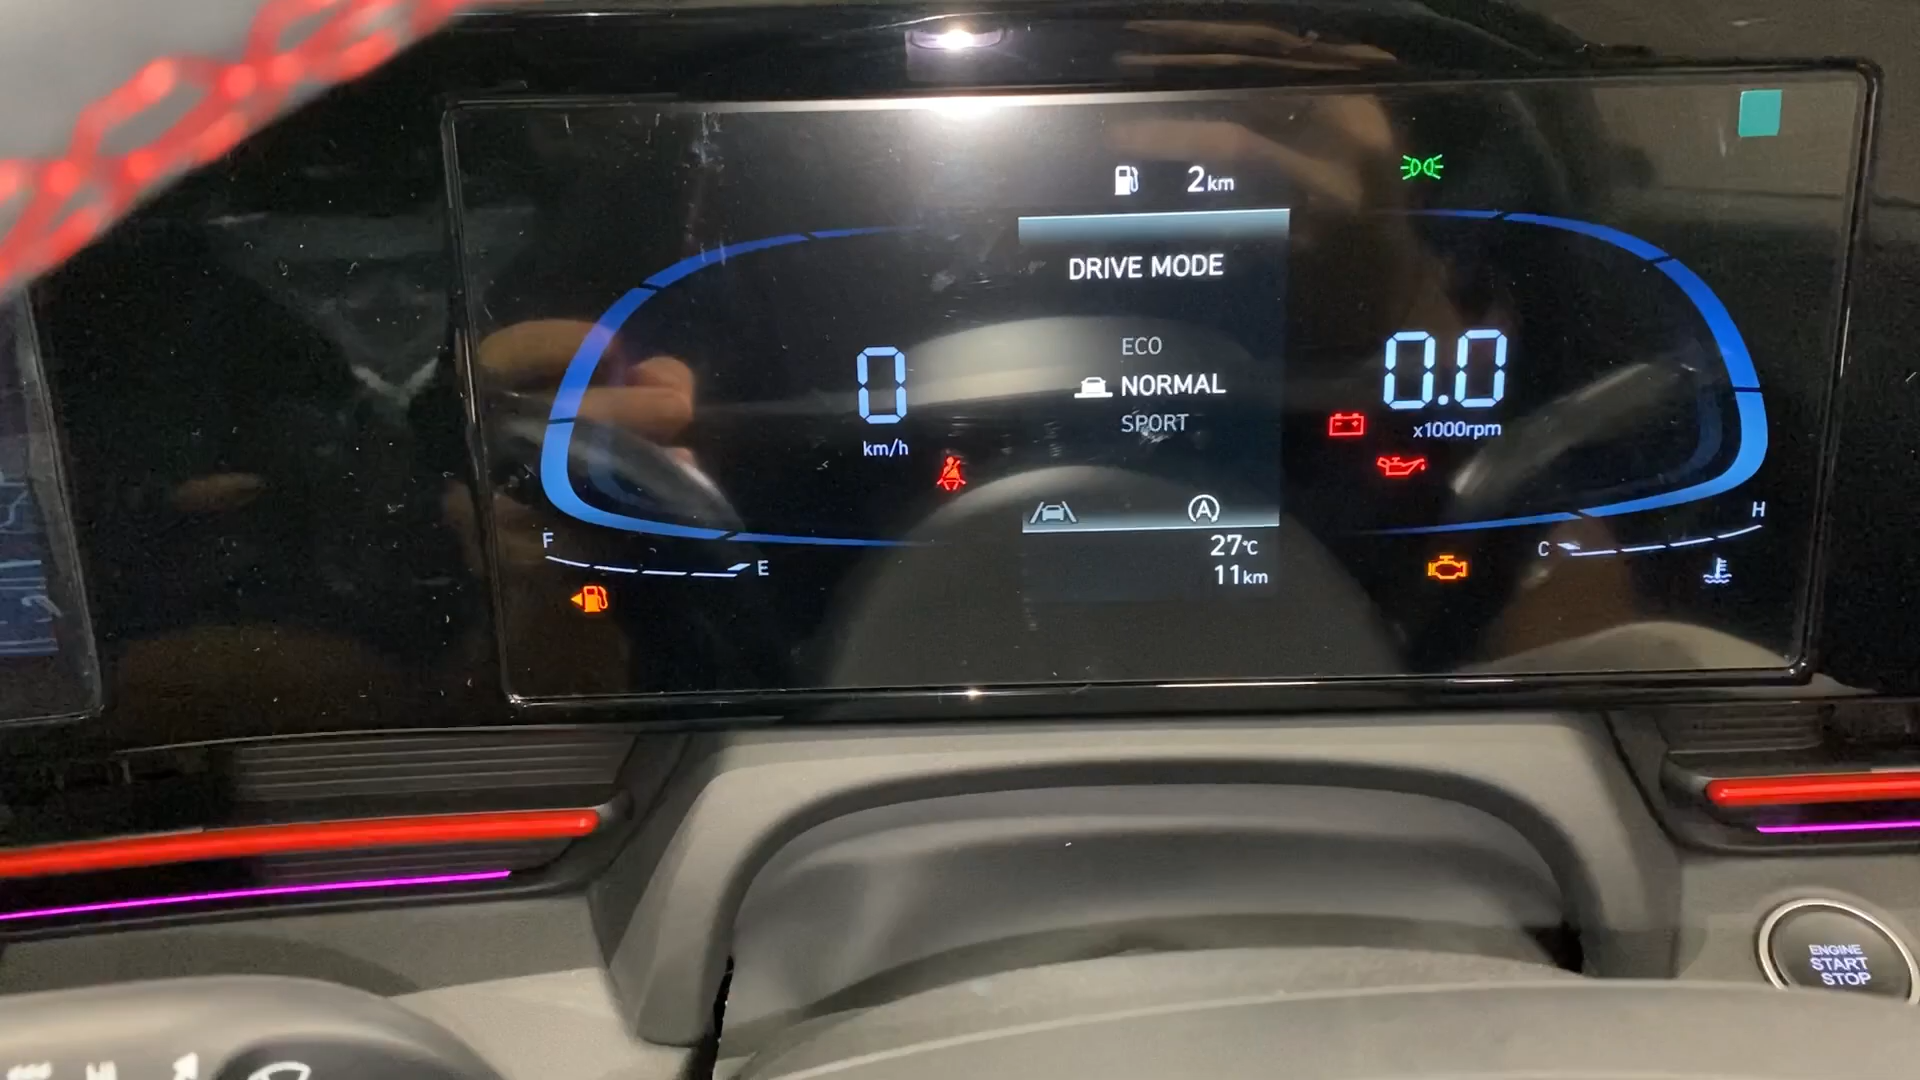 2km
DRIVE MODE
ECO
NORMAL
SPORT
0
km/h
0.0
x1000rpm
A
F
E
27℃
11km
C
H
ENGINE
START
STOP